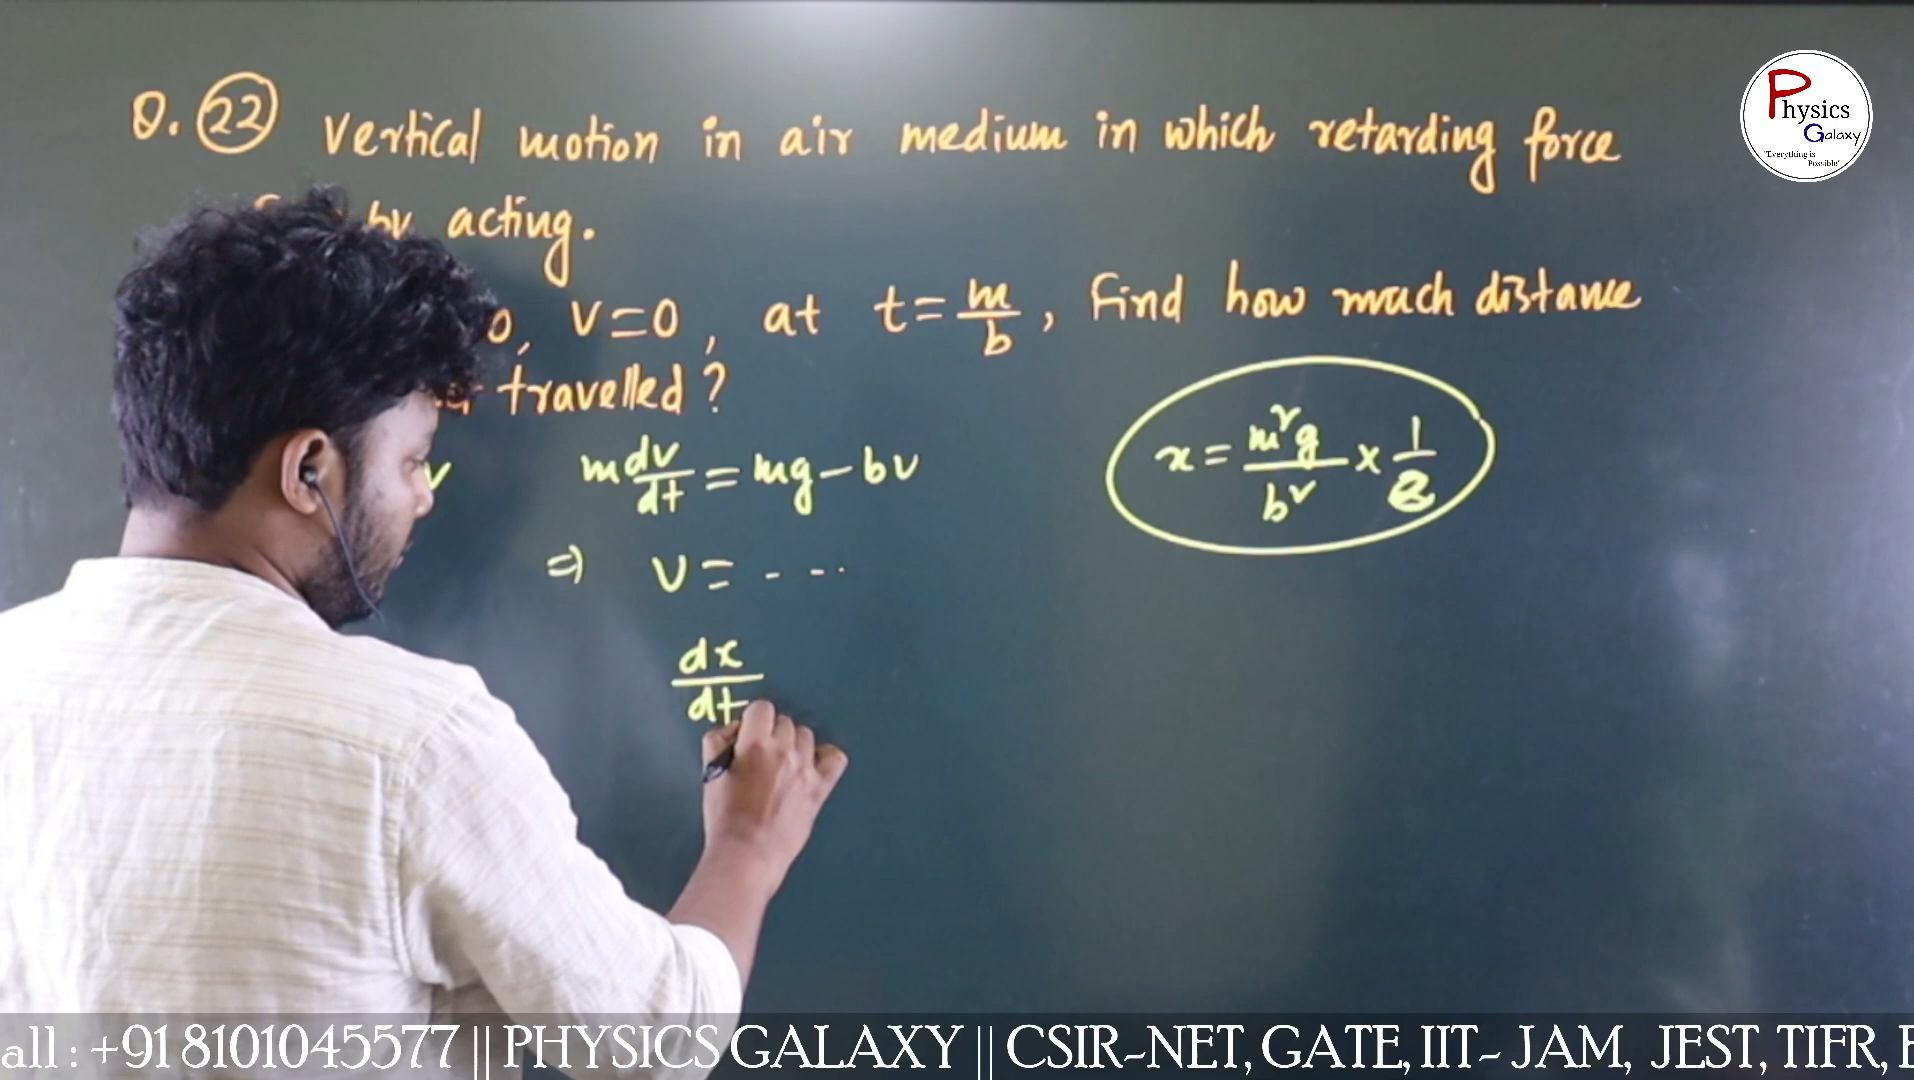 Q. 22 Vertical motion in air medium in which retarding force
bv acting.
0, v=0, at t=m/b, Find how much distance
travelled?
v
m dv/dt = mg - bv
⇒ v = - - ...
dx/dt
x = m²g/b² × 1/e
Physics
Galaxy
"Everything is
Possible"
all : +91 8101045577 || PHYSICS GALAXY || CSIR-NET, GATE, IIT- JAM, JEST, TIFR, E